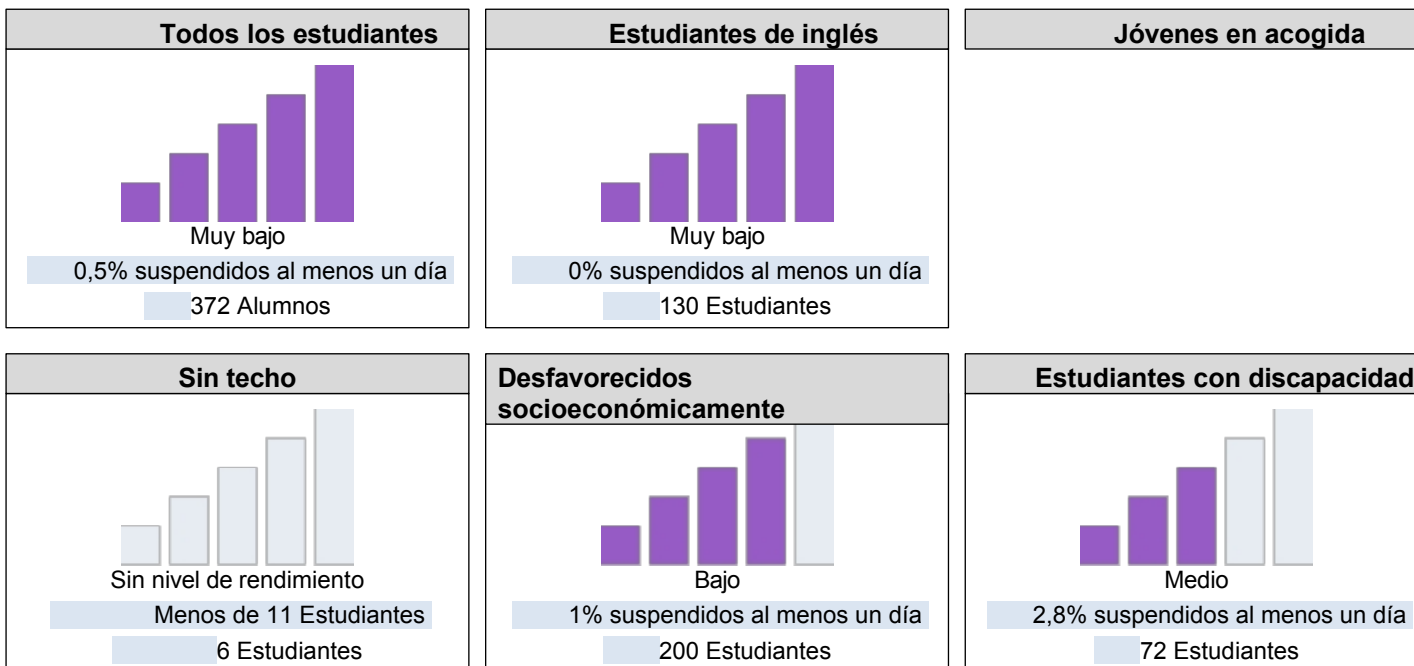 Todos los estudiantes
Muy bajo
0,5% suspendidos al menos un día
372 Alumnos
Estudiantes de inglés
Muy bajo
0% suspendidos al menos un día
130 Estudiantes
Jóvenes en acogida
Sin techo
Sin nivel de rendimiento
Menos de 11 Estudiantes
6 Estudiantes
Desfavorecidos
socioeconómicamente
Bajo
1% suspendidos al menos un día
200 Estudiantes
Estudiantes con discapacidad
Medio
2,8% suspendidos al menos un día
72 Estudiantes